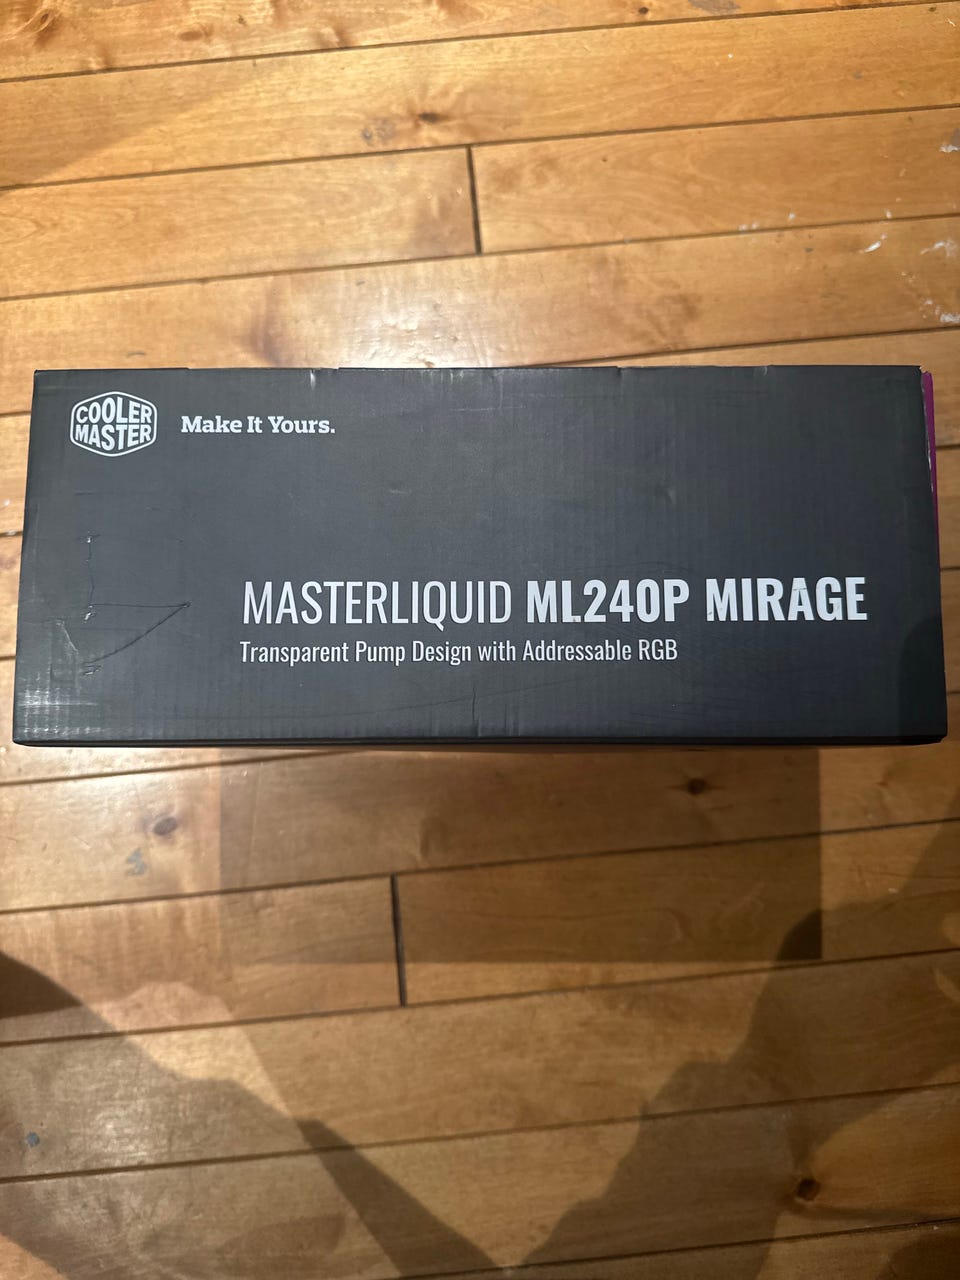 COOLER
MASTER
Make It Yours.
MASTERLIQUID ML240P MIRAGE
Transparent Pump Design with Addressable RGB